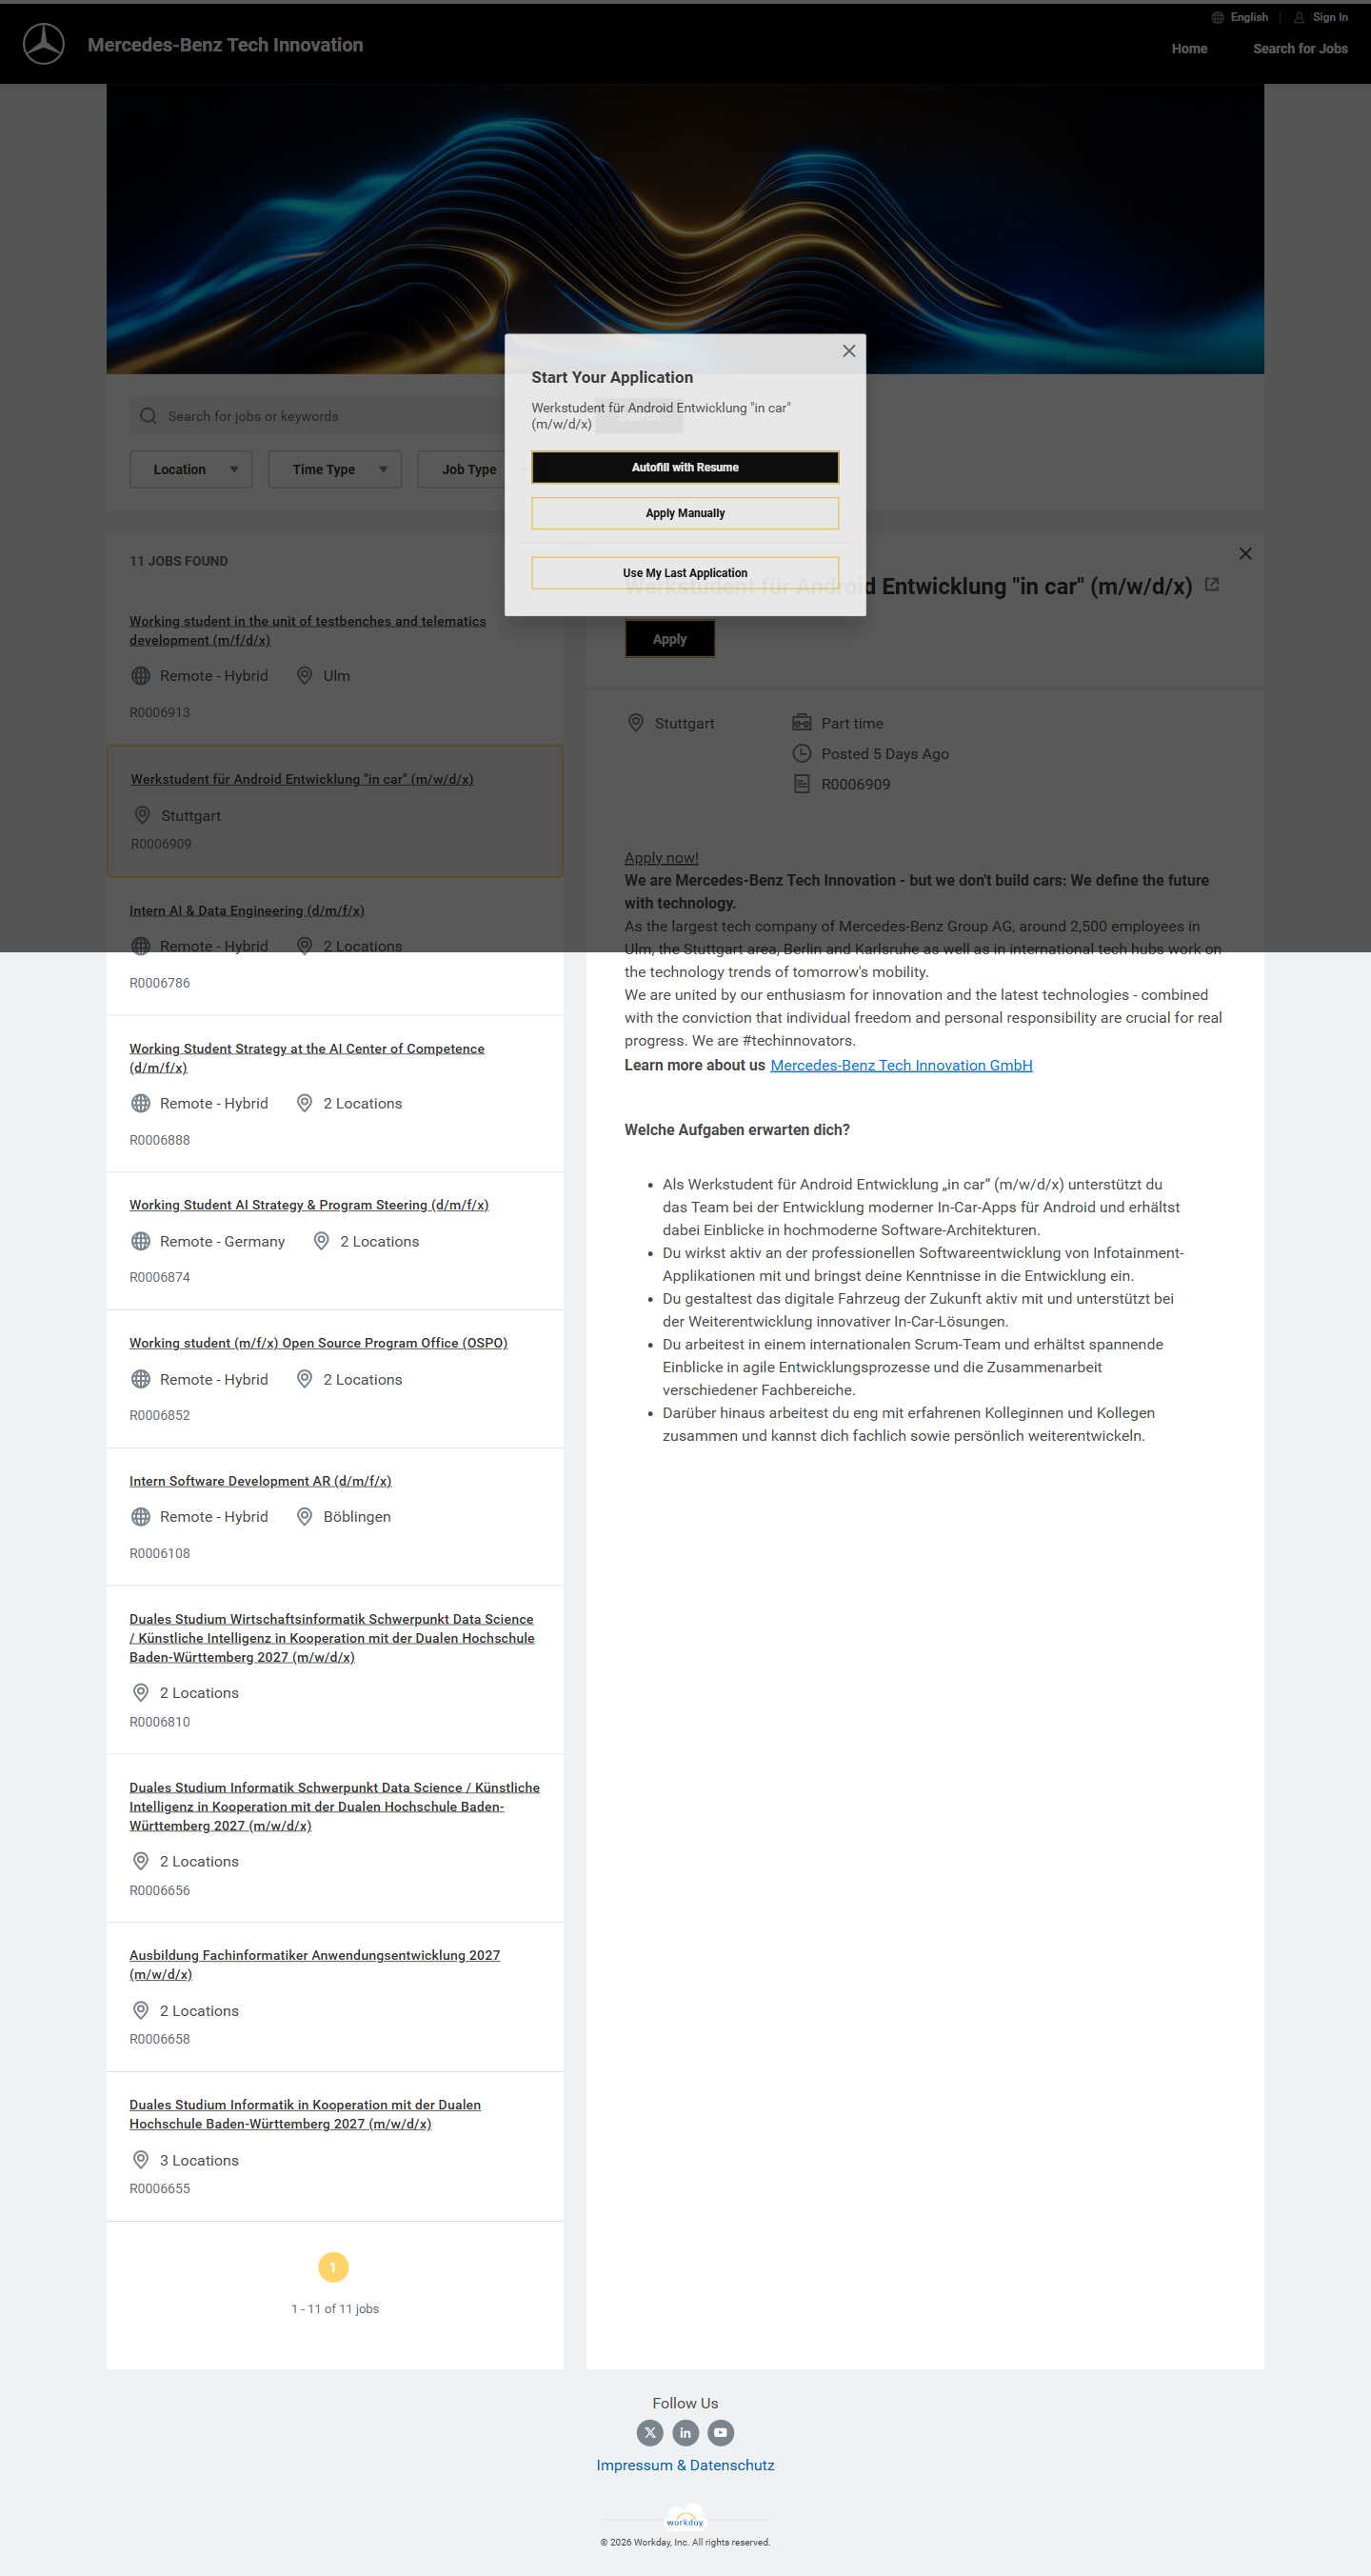 English
Sign In
Mercedes-Benz Tech Innovation
Home
Search for Jobs
Start Your Application
Werkstudent für Android Entwicklung "in car"
(m/w/d/x)
Search for jobs or keywords
Search
Autofill with Resume
Location
Time Type
Job Type
Apply Manually
Use My Last Application
11 JOBS FOUND
Working student in the unit of testbenches and telematics
development (m/f/d/x)
Remote - Hybrid
Ulm
R0006913
Werkstudent für Android Entwicklung "in car" (m/w/d/x)
Stuttgart
R0006909
Intern AI & Data Engineering (d/m/f/x)
Remote - Hybrid
2 Locations
R0006786
Working Student Strategy at the AI Center of Competence
(d/m/f/x)
Remote - Hybrid
2 Locations
R0006888
Working Student AI Strategy & Program Steering (d/m/f/x)
Remote - Germany
2 Locations
R0006874
Working student (m/f/x) Open Source Program Office (OSPO)
Remote - Hybrid
2 Locations
R0006852
Intern Software Development AR (d/m/f/x)
Remote - Hybrid
Böblingen
R0006108
Duales Studium Wirtschaftsinformatik Schwerpunkt Data Science
/ Künstliche Intelligenz in Kooperation mit der Dualen Hochschule
Baden-Württemberg 2027 (m/w/d/x)
2 Locations
R0006810
Duales Studium Informatik Schwerpunkt Data Science / Künstliche
Intelligenz in Kooperation mit der Dualen Hochschule Baden-
Württemberg 2027 (m/w/d/x)
2 Locations
R0006656
Ausbildung Fachinformatiker Anwendungsentwicklung 2027
(m/w/d/x)
2 Locations
R0006658
Duales Studium Informatik in Kooperation mit der Dualen
Hochschule Baden-Württemberg 2027 (m/w/d/x)
3 Locations
R0006655
1
1 - 11 of 11 jobs
Werkstudent für Android Entwicklung "in car" (m/w/d/x)
Apply
Stuttgart
Part time
Posted 5 Days Ago
R0006909
Apply now!
We are Mercedes-Benz Tech Innovation - but we don't build cars: We define the future
with technology.
As the largest tech company of Mercedes-Benz Group AG, around 2,500 employees in
Ulm, the Stuttgart area, Berlin and Karlsruhe as well as in international tech hubs work on
the technology trends of tomorrow's mobility.
We are united by our enthusiasm for innovation and the latest technologies - combined
with the conviction that individual freedom and personal responsibility are crucial for real
progress. We are #techinnovators.
Learn more about us Mercedes-Benz Tech Innovation GmbH
Welche Aufgaben erwarten dich?
• Als Werkstudent für Android Entwicklung „in car“ (m/w/d/x) unterstützt du
das Team bei der Entwicklung moderner In-Car-Apps für Android und erhältst
dabei Einblicke in hochmoderne Software-Architekturen.
• Du wirkst aktiv an der professionellen Softwareentwicklung von Infotainment-
Applikationen mit und bringst deine Kenntnisse in die Entwicklung ein.
• Du gestaltest das digitale Fahrzeug der Zukunft aktiv mit und unterstützt bei
der Weiterentwicklung innovativer In-Car-Lösungen.
• Du arbeitest in einem internationalen Scrum-Team und erhältst spannende
Einblicke in agile Entwicklungsprozesse und die Zusammenarbeit
verschiedener Fachbereiche.
• Darüber hinaus arbeitest du eng mit erfahrenen Kolleginnen und Kollegen
zusammen und kannst dich fachlich sowie persönlich weiterentwickeln.
Follow Us
Impressum & Datenschutz
workday
© 2026 Workday, Inc. All rights reserved.